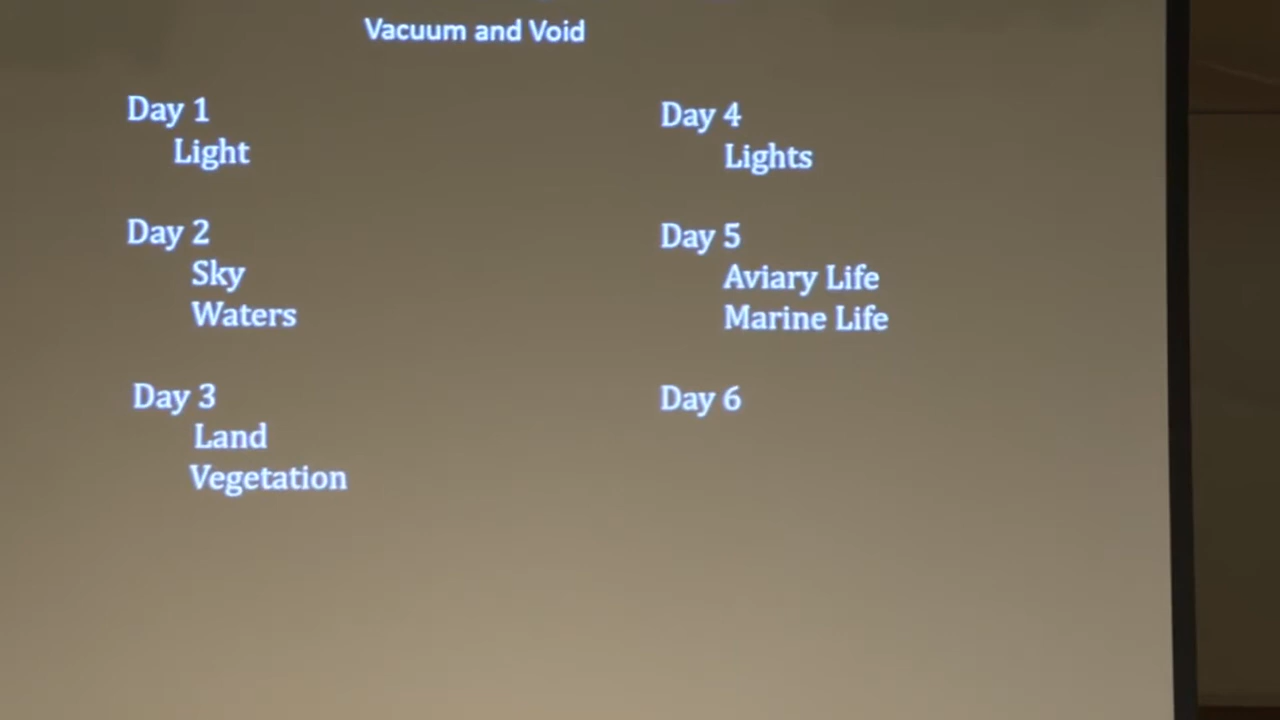 Vacuum and Void
Day 1
Light
Day 2
Sky
Waters
Day 3
Land
Vegetation
Day 4
Lights
Day 5
Aviary Life
Marine Life
Day 6